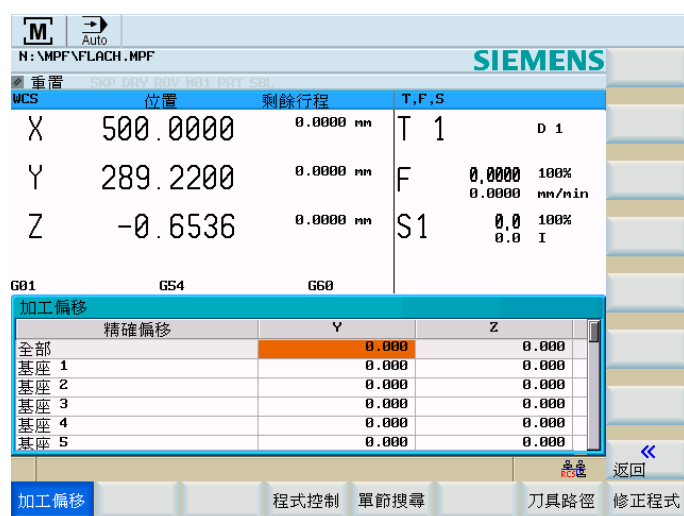 M
Auto
N:\MPF\FLACH.MPF
SIEMENS
重置 SKP DRY ROV M01 PRT SBL
WCS 位置 剩餘行程 T,F,S
X 500.0000 0.0000 mm T 1 D 1
Y 289.2200 0.0000 mm F 0.0000 100%
0.0000 mm/min
Z -0.6536 0.0000 mm S1 0.0 100%
0.0 I
G01 G54 G60
加工偏移
精確偏移 Y Z
全部 0.000 0.000
基座 1 0.000 0.000
基座 2 0.000 0.000
基座 3 0.000 0.000
基座 4 0.000 0.000
基座 5 0.000 0.000
RCS
«
返回
加工偏移 程式控制 單節搜尋 刀具路徑 修正程式